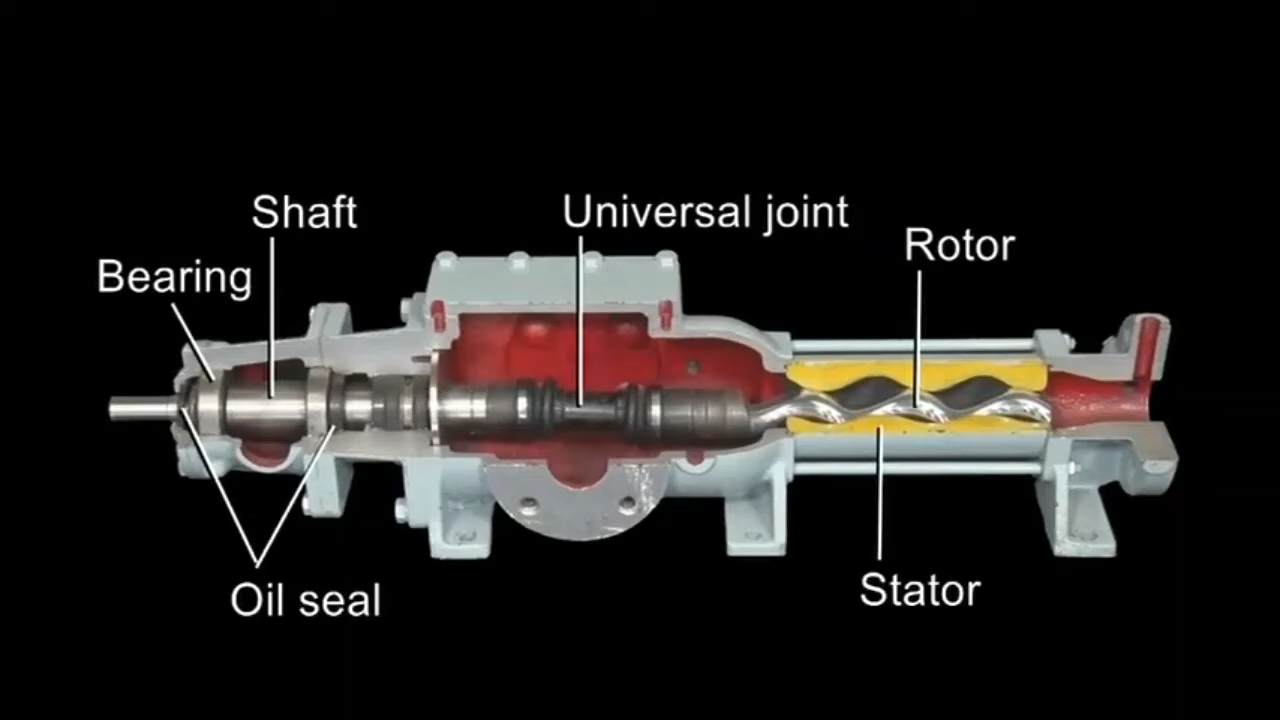 Shaft
Universal joint
Rotor
Bearing
Oil seal
Stator